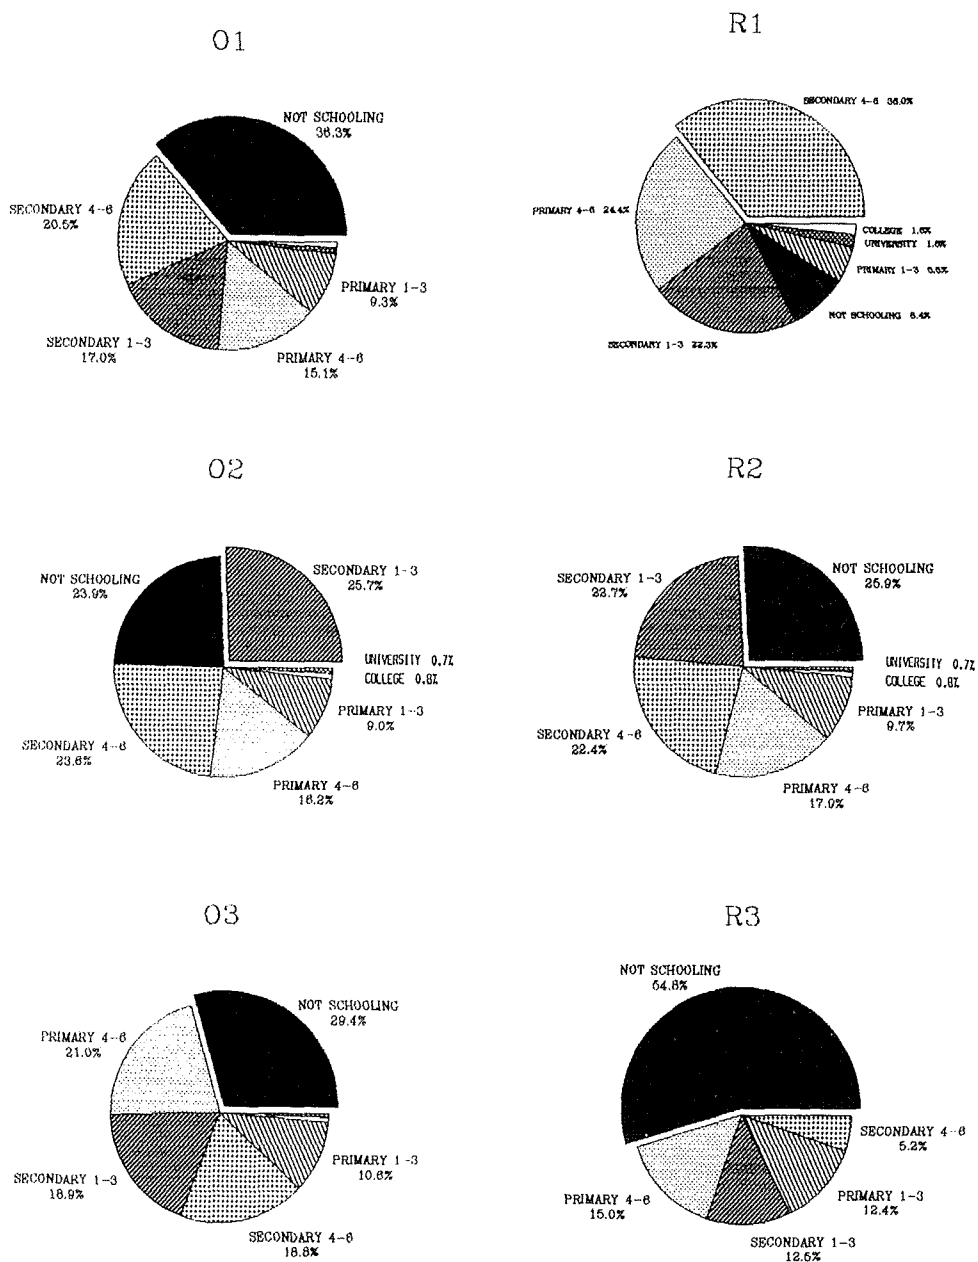 O1
NOT SCHOOLING
36.3%
SECONDARY 4-6
20.5%
SECONDARY 1-3
17.0%
PRIMARY 4-6
15.1%
PRIMARY 1-3
9.3%
R1
SECONDARY 4-6 36.0%
PRIMARY 4-6 24.4%
SECONDARY 1-3 22.3%
NOT SCHOOLING 8.4%
PRIMARY 1-3
UNIVERSITY 1.6%
COLLEGE 1.6%
O2
SECONDARY 1-3
25.7%
NOT SCHOOLING
23.9%
SECONDARY 4-6
23.6%
PRIMARY 4-6
16.2%
PRIMARY 1-3
9.0%
UNIVERSITY 0.7%
COLLEGE 0.8%
R2
NOT SCHOOLING
25.9%
SECONDARY 1-3
22.7%
SECONDARY 4-6
22.4%
PRIMARY 4-6
17.9%
PRIMARY 1-3
9.7%
UNIVERSITY 0.7%
COLLEGE 0.8%
O3
NOT SCHOOLING
29.4%
PRIMARY 4-6
21.0%
SECONDARY 1-3
18.9%
SECONDARY 4-6
18.8%
PRIMARY 1-3
10.6%
R3
NOT SCHOOLING
54.8%
PRIMARY 4-6
15.0%
SECONDARY 1-3
12.5%
PRIMARY 1-3
12.4%
SECONDARY 4-6
5.2%